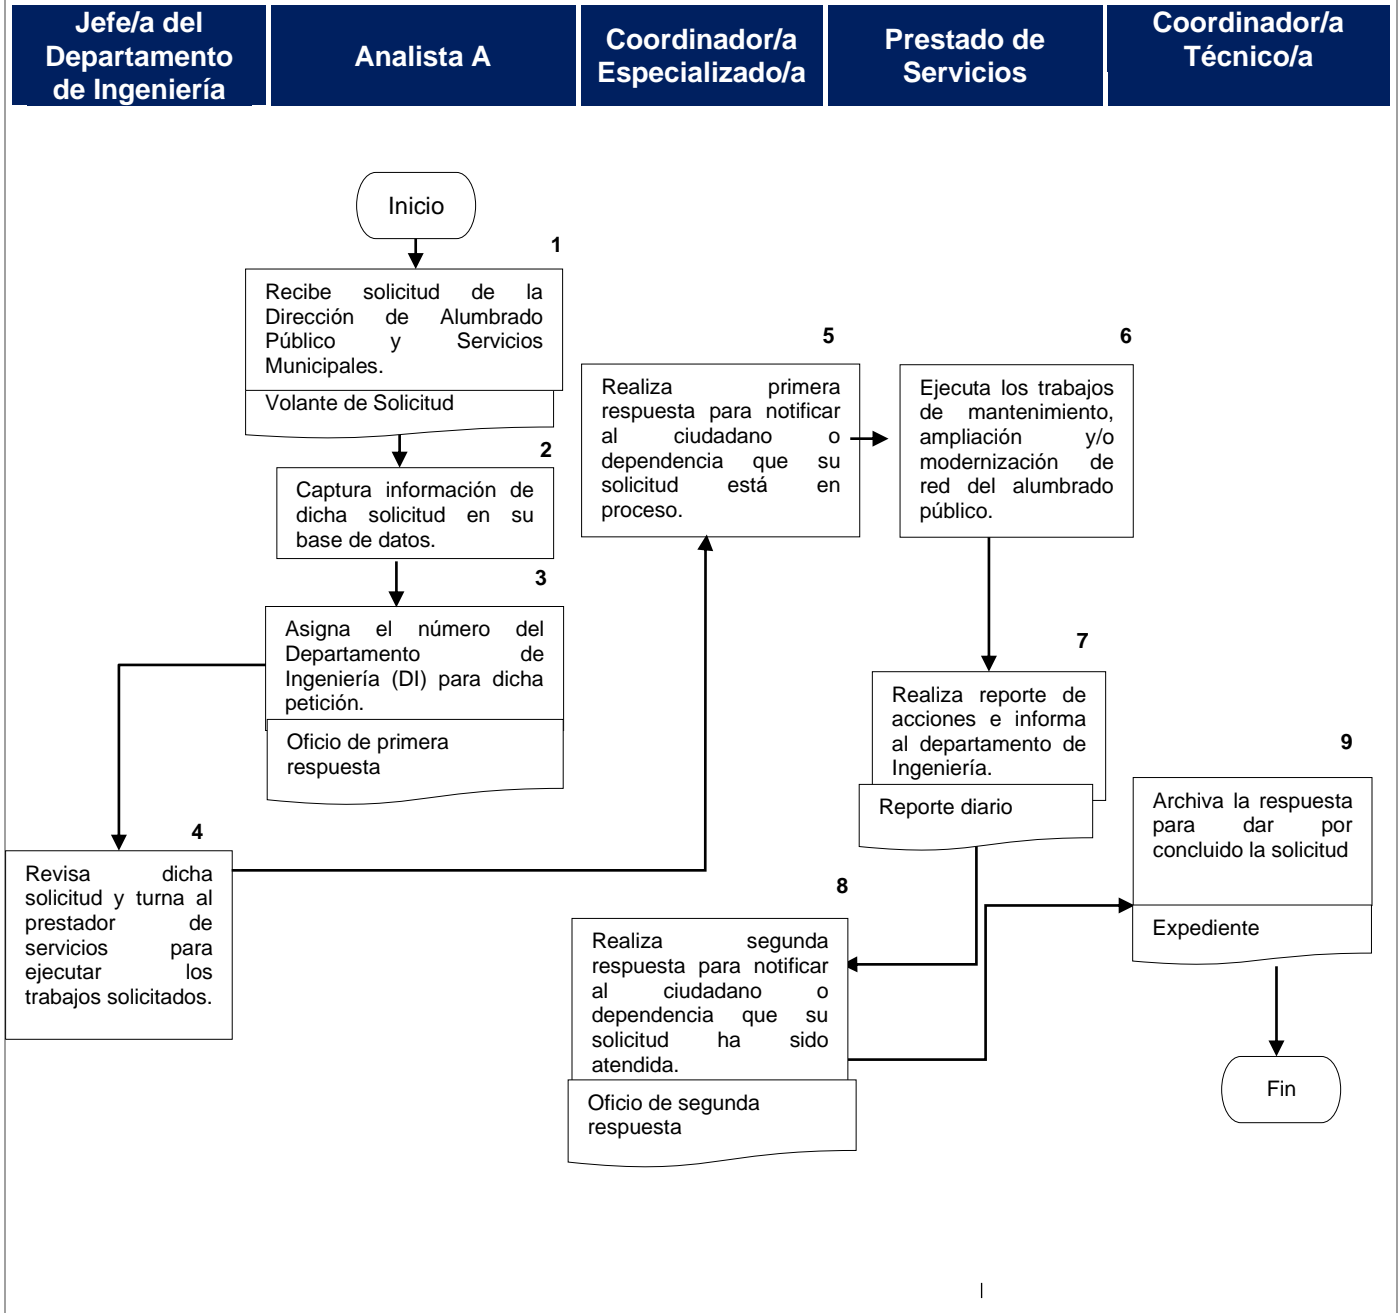 Jefe/a del
Departamento
de Ingeniería
Analista A
Coordinador/a
Especializado/a
Prestado de
Servicios
Coordinador/a
Técnico/a
Inicio
1
Recibe solicitud de la
Dirección de Alumbrado
Público y Servicios
Municipales.
Volante de Solicitud
2
Captura información de
dicha solicitud en su
base de datos.
3
Asigna el número del
Departamento de
Ingeniería (DI) para dicha
petición.
Oficio de primera
respuesta
4
Revisa dicha
solicitud y turna al
prestador de
servicios para
ejecutar los
trabajos solicitados.
5
Realiza primera
respuesta para notificar
al ciudadano o
dependencia que su
solicitud está en
proceso.
6
Ejecuta los trabajos
de mantenimiento,
ampliación y/o
modernización de
red del alumbrado
público.
7
Realiza reporte de
acciones e informa
al departamento de
Ingeniería.
Reporte diario
8
Realiza segunda
respuesta para notificar
al ciudadano o
dependencia que su
solicitud ha sido
atendida.
Oficio de segunda
respuesta
9
Archiva la respuesta
para dar por
concluido la solicitud
Expediente
Fin